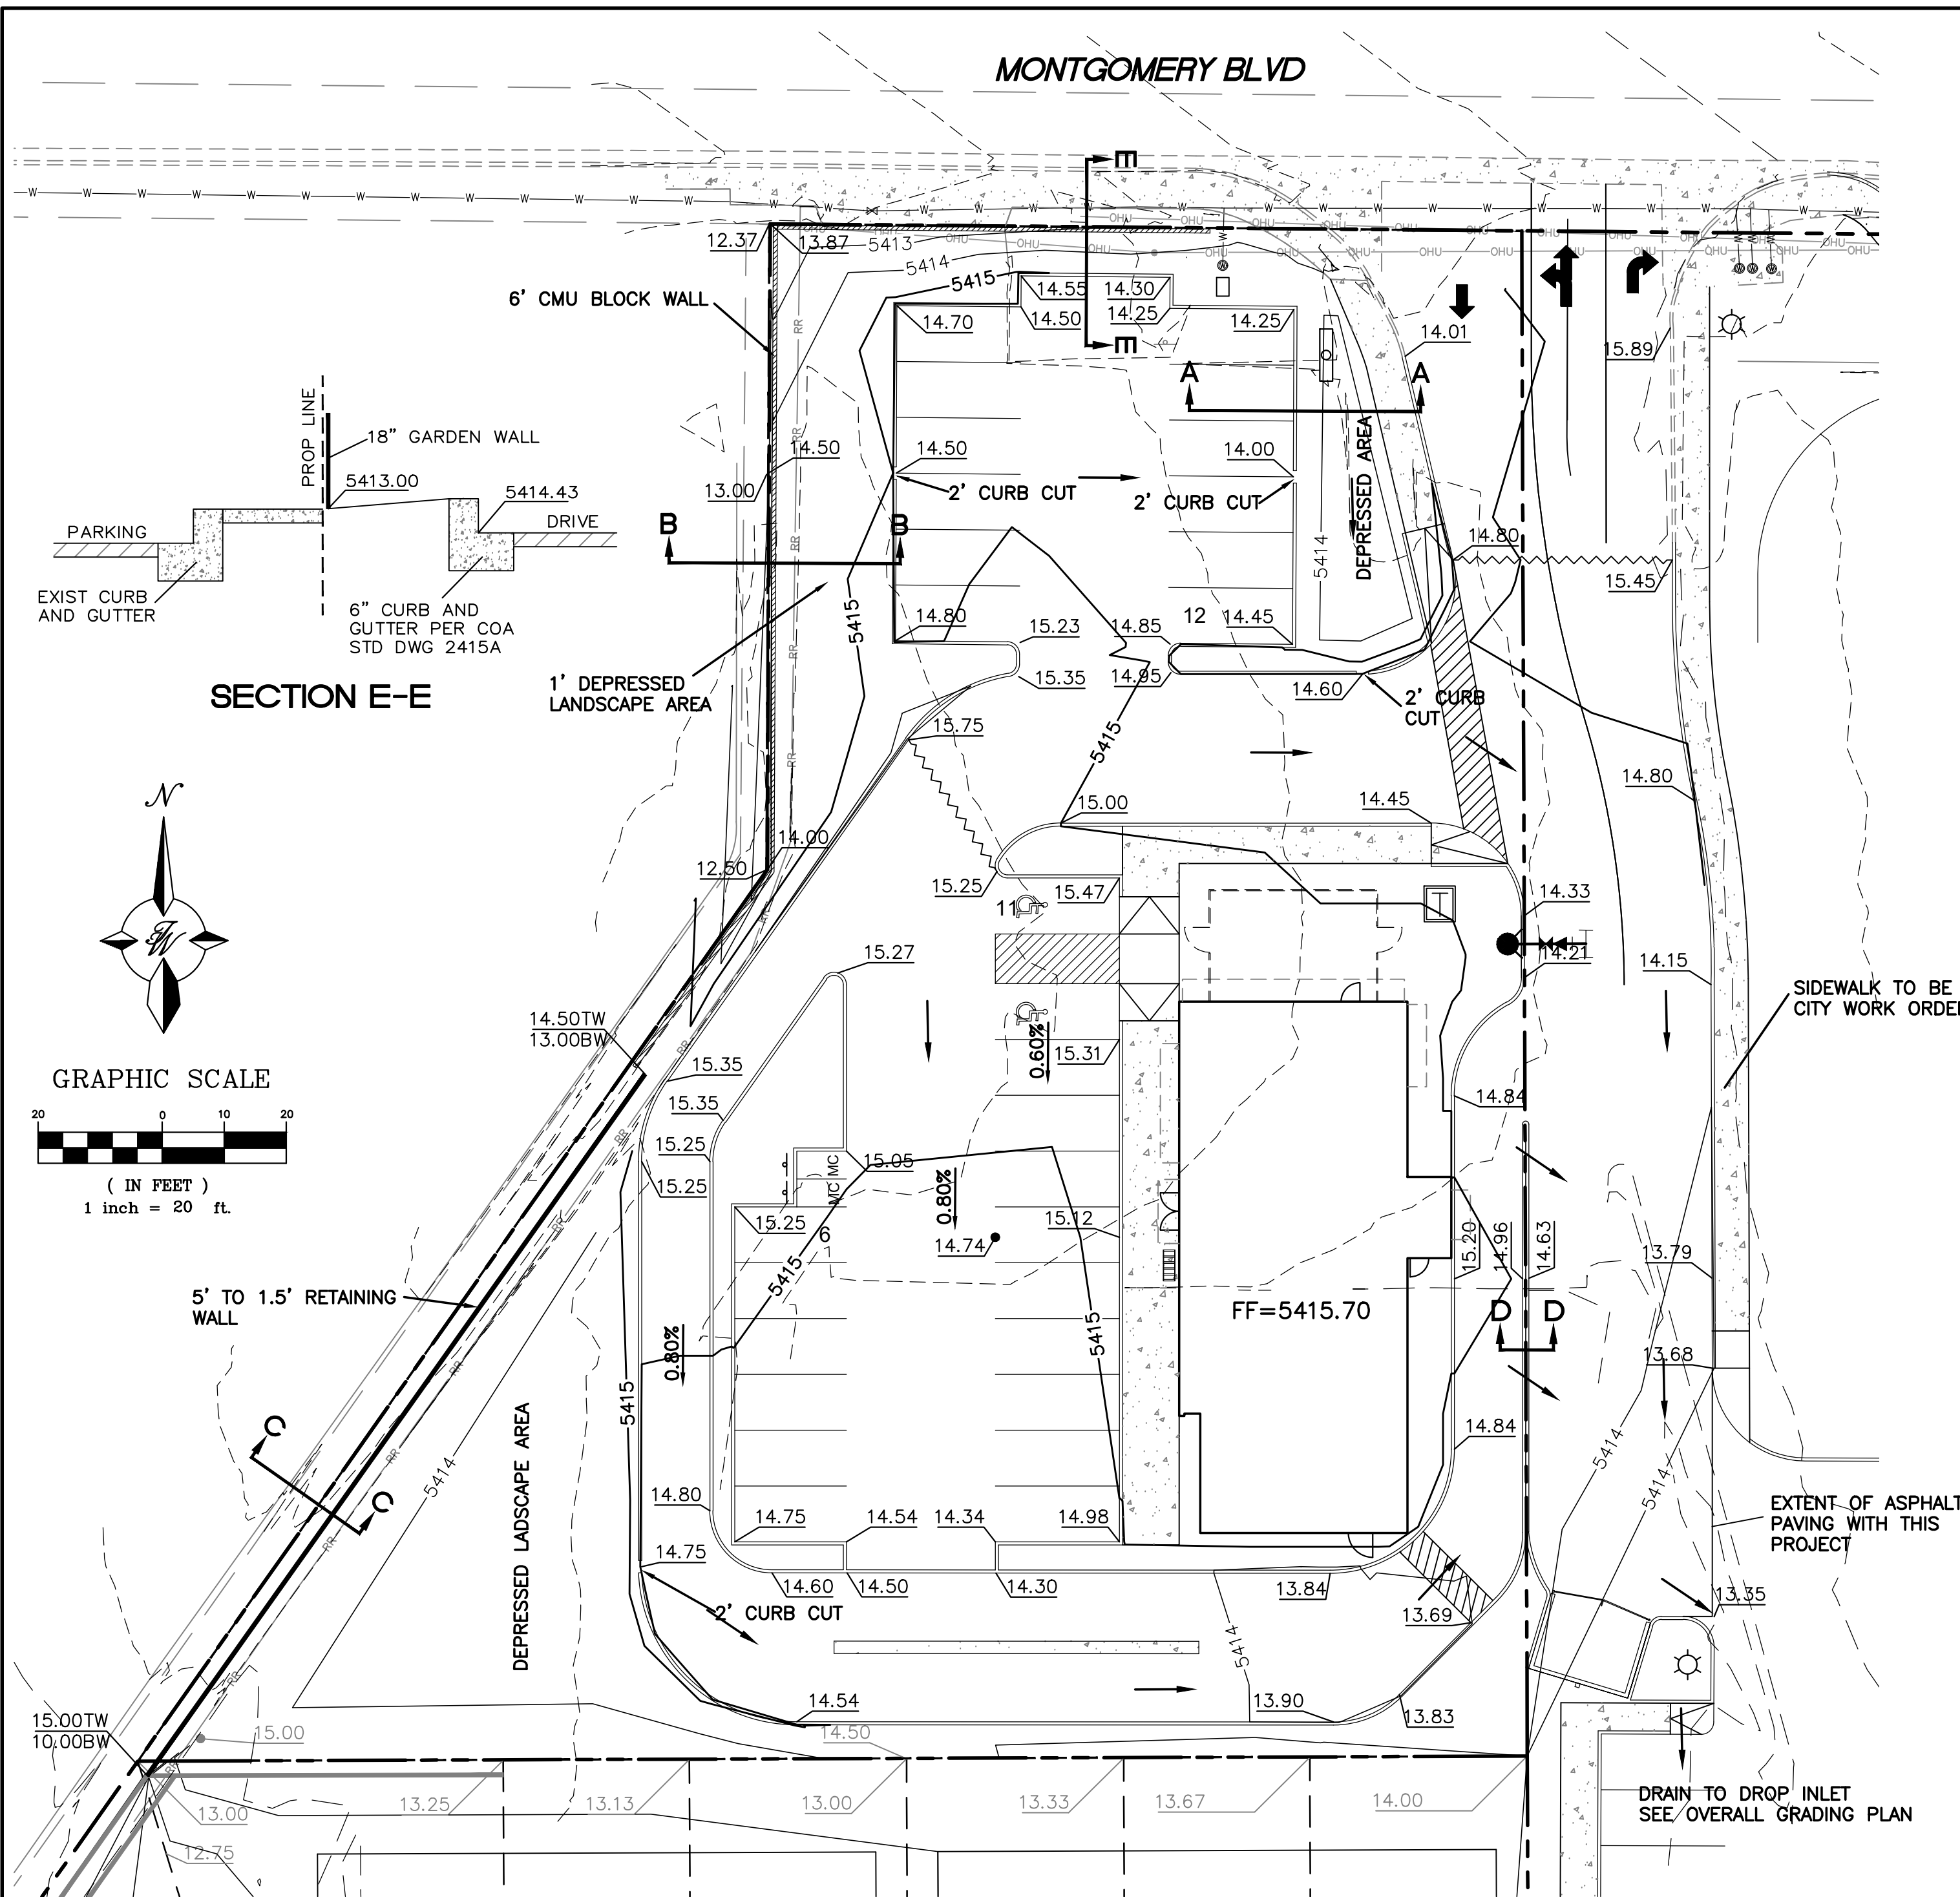 MONTGOMERY BLVD
E
12.37
13.87
5413
5414
5415
14.55
14.30
14.50
14.25
14.70
14.25
14.01
15.89
6' CMU BLOCK WALL
E
A
A
DEPRESSED AREA
PROP LINE
18" GARDEN WALL
5413.00
5414.43
PARKING
DRIVE
EXIST CURB
AND GUTTER
6" CURB AND
GUTTER PER COA
STD DWG 2415A
SECTION E-E
14.50
13.00
14.50
2' CURB CUT
14.00
2' CURB CUT
B
B
5414
14.80
15.45
5415
14.80
15.23
14.85
12
14.45
15.35
14.95
14.60
2' CURB
CUT
1' DEPRESSED
LANDSCAPE AREA
15.75
5415
14.80
15.00
14.45
N
14.00
12.50
15.25
15.47
11
14.33
14.21
T
15.27
14.15
SIDEWALK TO BE
14.50TW
13.00BW
0.60%
15.31
GRAPHIC SCALE
20
0
10
20
( IN FEET )
1 inch = 20 ft.
15.35
15.35
15.25
15.25
14.84
MC
MC
15.05
0.80%
15.25
6
14.74
15.12
15.20
14.96
14.63
13.79
5415
5' TO 1.5' RETAINING
WALL
FF=5415.70
D
D
0.80%
5415
5415
13.68
C
C
5414
DEPRESSED LADSCAPE AREA
14.84
5414
5414
14.80
14.75
14.54
14.34
14.98
EXTENT OF ASPHALT
PAVING WITH THIS
PROJECT
14.75
14.60
14.50
14.30
13.84
13.69
13.35
2' CURB CUT
5414
14.54
13.90
13.83
15.00TW
10.00BW
15.00
14.50
13.00
13.25
13.13
13.00
13.33
13.67
14.00
12.75
DRAIN TO DROP INLET
SEE OVERALL GRADING PLAN